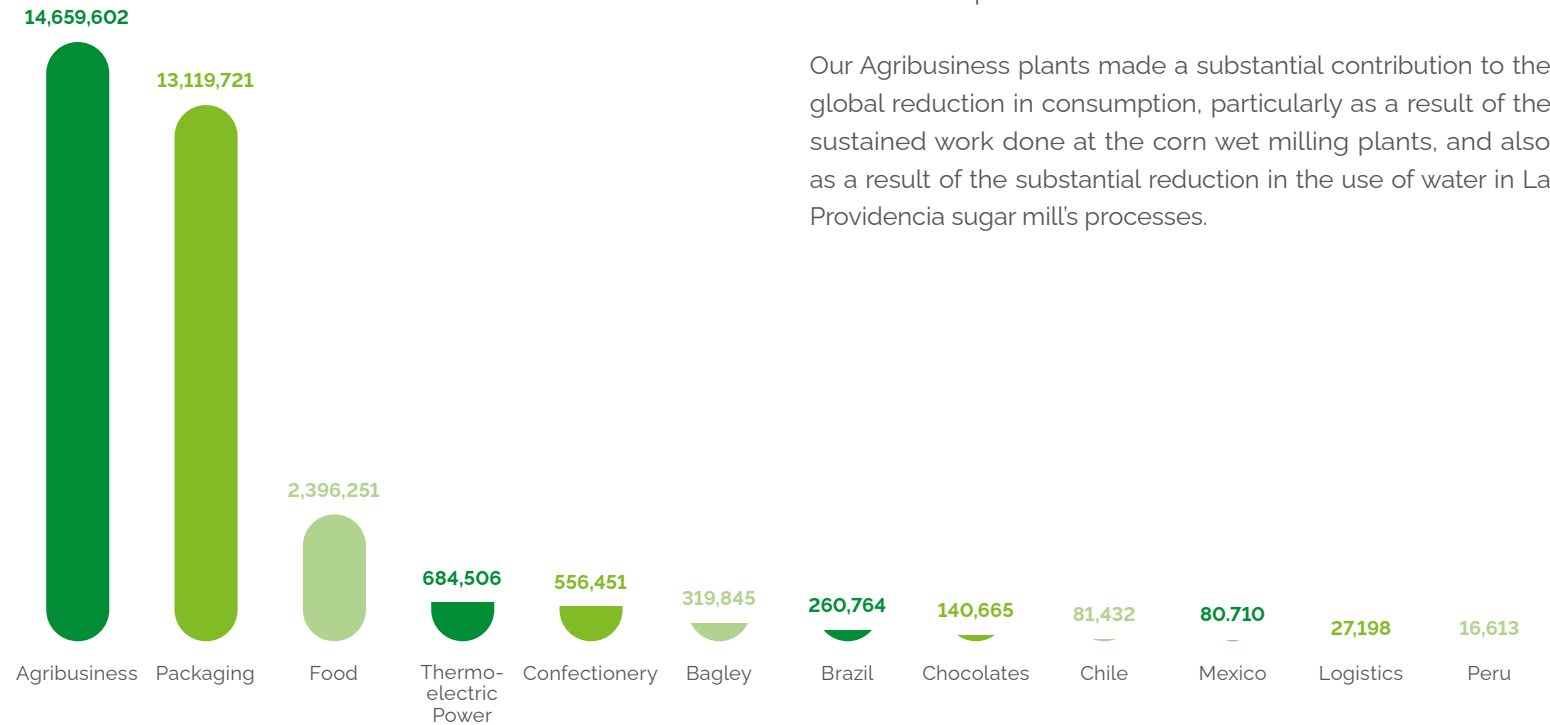 14,659,602
13,119,721
2,396,251
684,506
556,451
319,845
260,764
140,665
81,432
80.710
27,198
16,613
Agribusiness
Packaging
Food
Thermo-
electric
Power
Confectionery
Bagley
Brazil
Chocolates
Chile
Mexico
Logistics
Peru
Our Agribusiness plants made a substantial contribution to the
global reduction in consumption, particularly as a result of the
sustained work done at the corn wet milling plants, and also
as a result of the substantial reduction in the use of water in La
Providencia sugar mill’s processes.